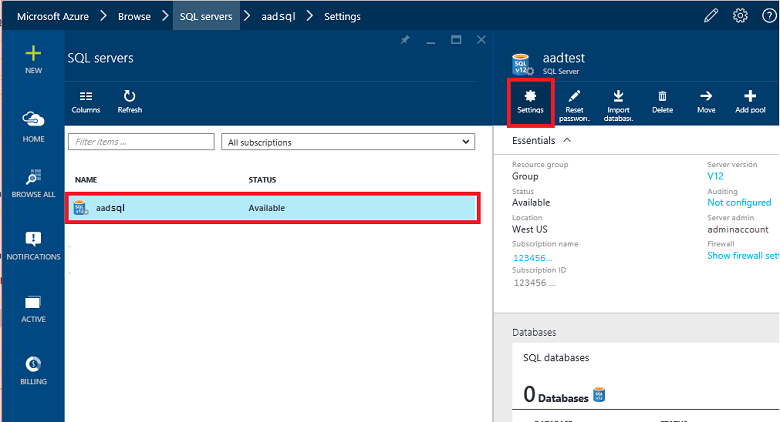 Microsoft Azure > Browse > SQL servers > aadsql > Settings
NEW
HOME
BROWSE ALL
NOTIFICATIONS
ACTIVE
BILLING
SQL servers
Columns
Refresh
Filter items ...
All subscriptions
NAME STATUS
SQL
V12
aadsql Available
SQL
V12
aadtest
SQL Server
Settings
Reset
passwor..
Import
databas..
Delete
Move
Add pool
Essentials
Resource group
Group
Status
Available
Location
West US
Subscription name
123456...
Subscription ID
123456 ...
Server version
V12
Auditing
Not configured
Server admin
adminaccount
Firewall
Show firewall set
Databases
SQL databases
0 Databases